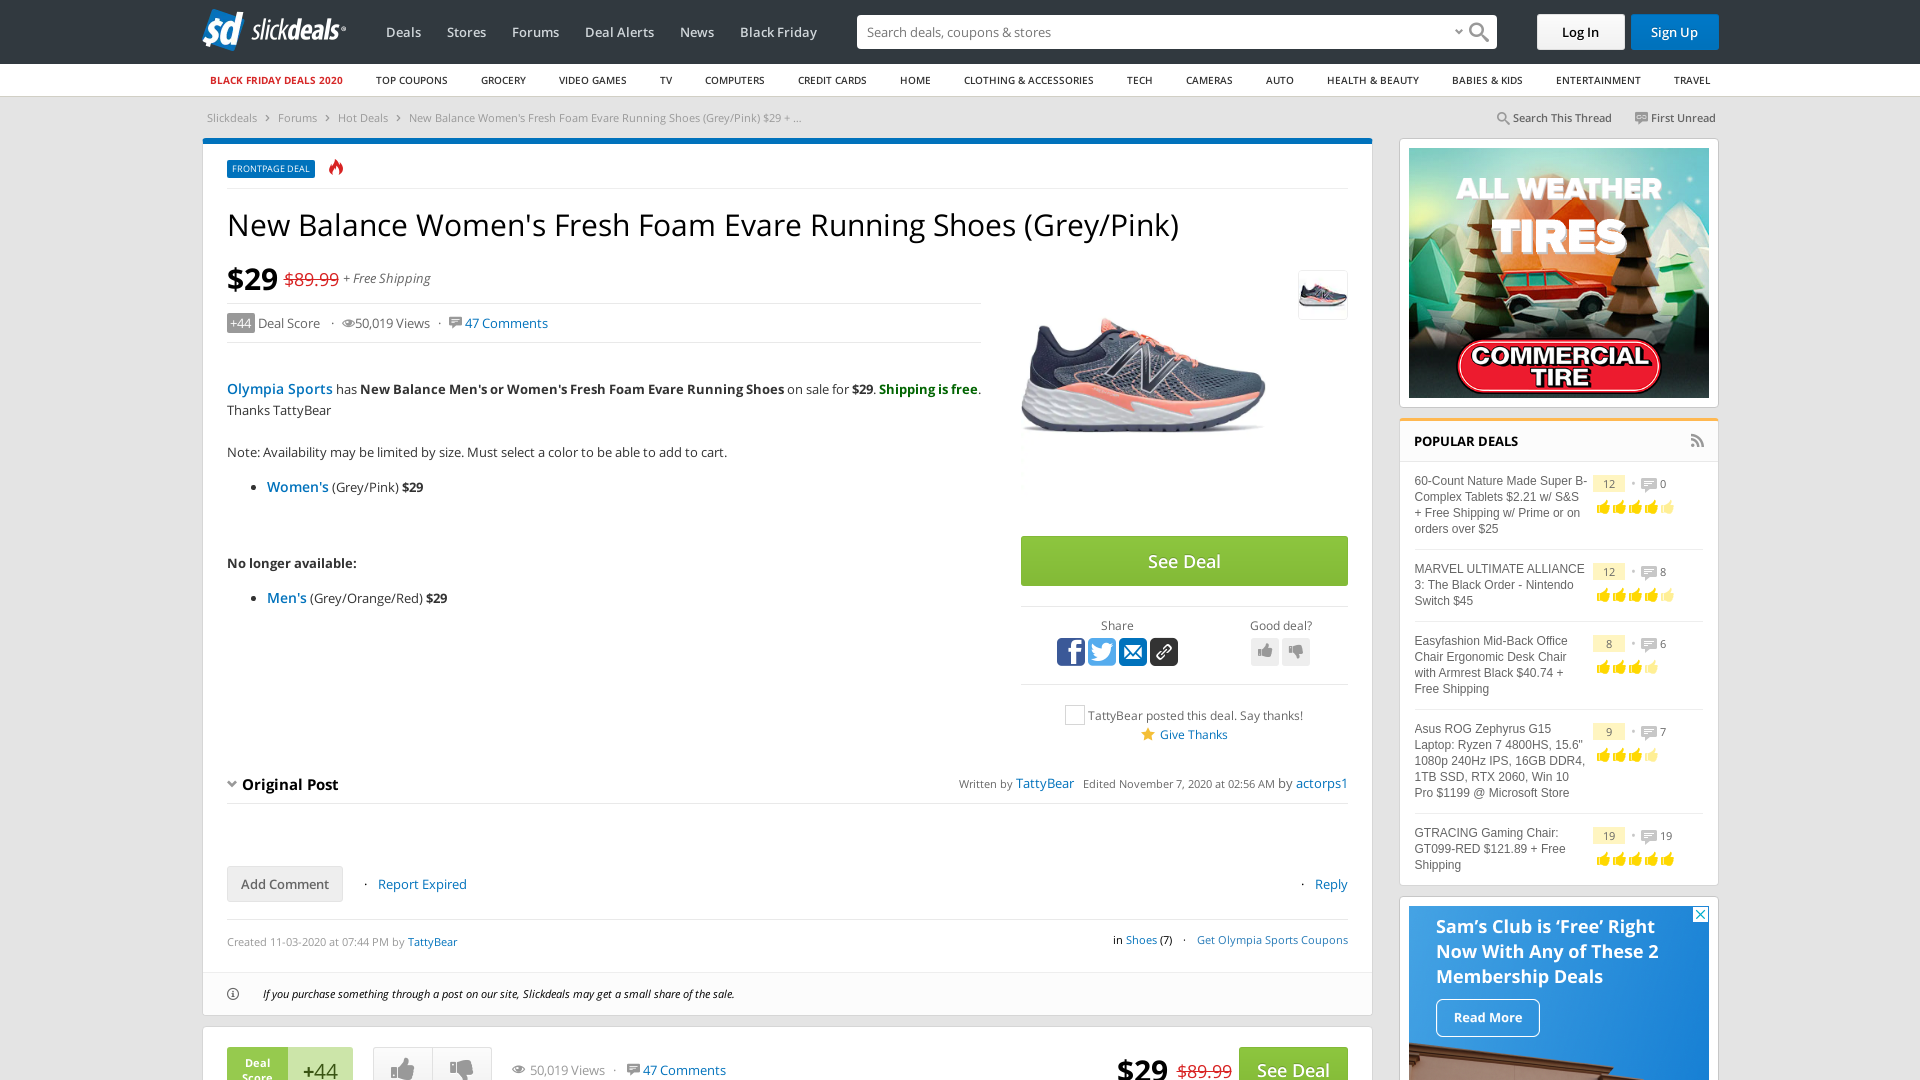 slickdeals
Deals Stores Forums Deal Alerts News Black Friday
Search deals, coupons & stores
Log In Sign Up
BLACK FRIDAY DEALS 2020 TOP COUPONS GROCERY VIDEO GAMES TV COMPUTERS CREDIT CARDS HOME CLOTHING & ACCESSORIES TECH CAMERAS AUTO HEALTH & BEAUTY BABIES & KIDS ENTERTAINMENT TRAVEL
Slickdeals > Forums > Hot Deals > New Balance Women's Fresh Foam Evare Running Shoes (Grey/Pink) $29 + ...
Search This Thread First Unread
FRONTPAGE DEAL
New Balance Women's Fresh Foam Evare Running Shoes (Grey/Pink)
$29 $89.99 + Free Shipping
+44 Deal Score · 50,019 Views · 47 Comments
Olympia Sports has New Balance Men's or Women's Fresh Foam Evare Running Shoes on sale for $29. Shipping is free.
Thanks TattyBear
Note: Availability may be limited by size. Must select a color to be able to add to cart.
• Women's (Grey/Pink) $29
No longer available:
• Men's (Grey/Orange/Red) $29
See Deal
Share Good deal?
TattyBear posted this deal. Say thanks!
Give Thanks
Original Post
Written by TattyBear Edited November 7, 2020 at 02:56 AM by actorps1
Add Comment · Report Expired
· Reply
Created 11-03-2020 at 07:44 PM by TattyBear
in Shoes (7) · Get Olympia Sports Coupons
If you purchase something through a post on our site, Slickdeals may get a small share of the sale.
Deal
Score
+44
50,019 Views · 47 Comments
$29 $89.99 See Deal
ALL WEATHER
TIRES
COMMERCIAL
TIRE
POPULAR DEALS
60-Count Nature Made Super B-
Complex Tablets $2.21 w/ S&S
+ Free Shipping w/ Prime or on
orders over $25
12 • 0
MARVEL ULTIMATE ALLIANCE
3: The Black Order - Nintendo
Switch $45
12 • 8
Easyfashion Mid-Back Office
Chair Ergonomic Desk Chair
with Armrest Black $40.74 +
Free Shipping
8 • 6
Asus ROG Zephyrus G15
Laptop: Ryzen 7 4800HS, 15.6"
1080p 240Hz IPS, 16GB DDR4,
1TB SSD, RTX 2060, Win 10
Pro $1199 @ Microsoft Store
9 • 7
GTRACING Gaming Chair:
GT099-RED $121.89 + Free
Shipping
19 • 19
Sam's Club is 'Free' Right
Now With Any of These 2
Membership Deals
Read More